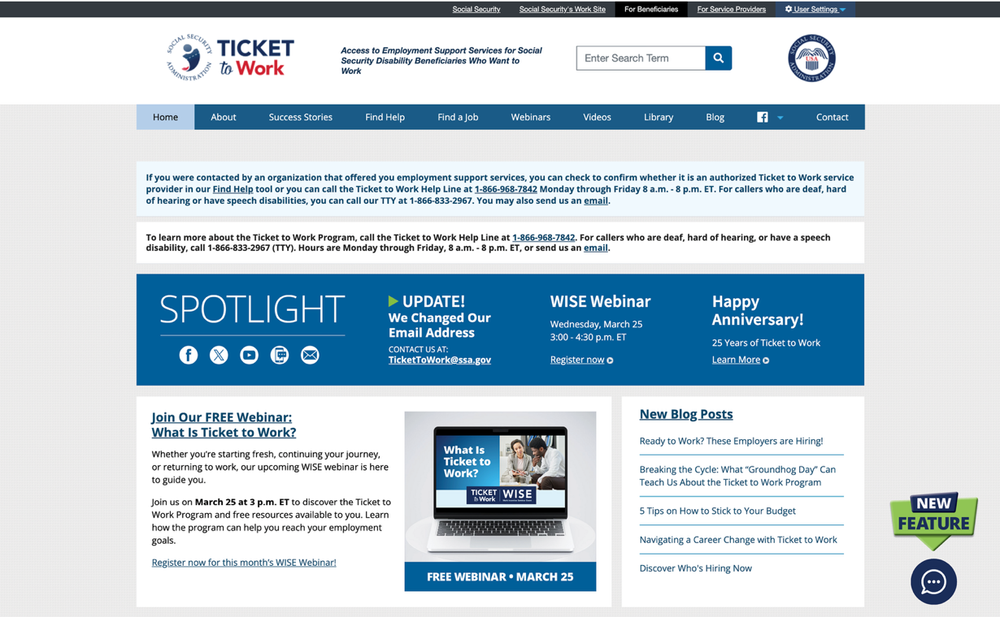 Social Security
Social Security's Work Site
For Beneficiaries
For Service Providers
User Settings
SOCIAL SECURITY ADMINISTRATION
TICKET
to Work
Access to Employment Support Services for Social
Security Disability Beneficiaries Who Want to
Work
Enter Search Term
SOCIAL SECURITY ADMINISTRATION
USA
Home
About
Success Stories
Find Help
Find a Job
Webinars
Videos
Library
Blog
Contact
If you were contacted by an organization that offered you employment support services, you can check to confirm whether it is an authorized Ticket to Work service
provider in our Find Help tool or you can call the Ticket to Work Help Line at 1-866-968-7842 Monday through Friday 8 a.m. - 8 p.m. ET. For callers who are deaf, hard
of hearing or have speech disabilities, you can call our TTY at 1-866-833-2967. You may also send us an email.
To learn more about the Ticket to Work Program, call the Ticket to Work Help Line at 1-866-968-7842. For callers who are deaf, hard of hearing, or have a speech
disability, call 1-866-833-2967 (TTY). Hours are Monday through Friday, 8 a.m. - 8 p.m. ET, or send us an email.
SPOTLIGHT
UPDATE!
We Changed Our
Email Address
CONTACT US AT:
TicketToWork@ssa.gov
WISE Webinar
Wednesday, March 25
3:00 - 4:30 p.m. ET
Register now
Happy
Anniversary!
25 Years of Ticket to Work
Learn More
Join Our FREE Webinar:
What Is Ticket to Work?
Whether you're starting fresh, continuing your journey,
or returning to work, our upcoming WISE webinar is here
to guide you.
Join us on March 25 at 3 p.m. ET to discover the Ticket to
Work Program and free resources available to you. Learn
how the program can help you reach your employment
goals.
Register now for this month's WISE Webinar!
What Is
Ticket to
Work?
TICKET
to Work
WISE
FREE WEBINAR • MARCH 25
New Blog Posts
Ready to Work? These Employers are Hiring!
Breaking the Cycle: What “Groundhog Day” Can
Teach Us About the Ticket to Work Program
5 Tips on How to Stick to Your Budget
Navigating a Career Change with Ticket to Work
Discover Who's Hiring Now
NEW
FEATURE